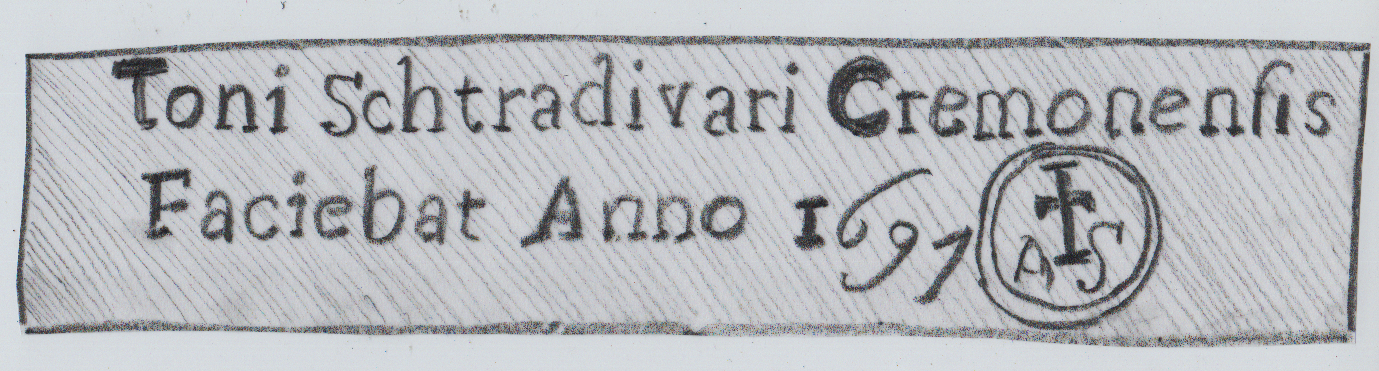 Toni Schtradivari Cremonenſis
Faciebat Anno 1697
A S